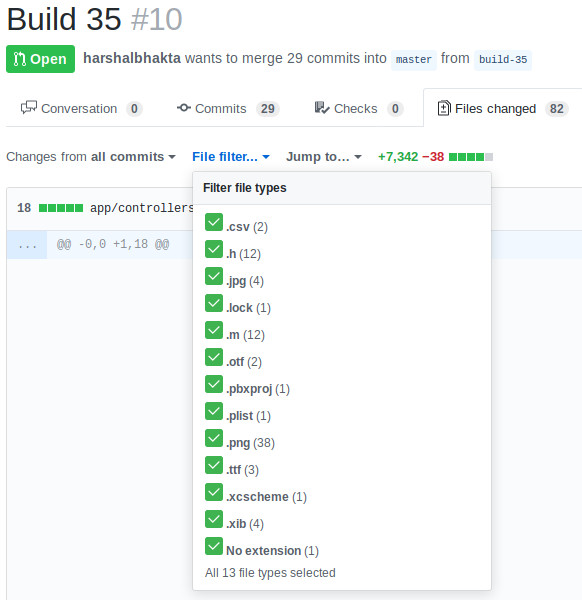 Build 35 #10
Open harshalbhakta wants to merge 29 commits into master from build-35
Conversation 0 Commits 29 Checks 0 Files changed 82
Changes from all commits File filter... Jump to... +7,342 −38
Filter file types
18 app/controllers
... @@ -0,0 +1,18 @@
.csv (2)
.h (12)
.jpg (4)
.lock (1)
.m (12)
.otf (2)
.pbxproj (1)
.plist (1)
.png (38)
.ttf (3)
.xcscheme (1)
.xib (4)
No extension (1)
All 13 file types selected